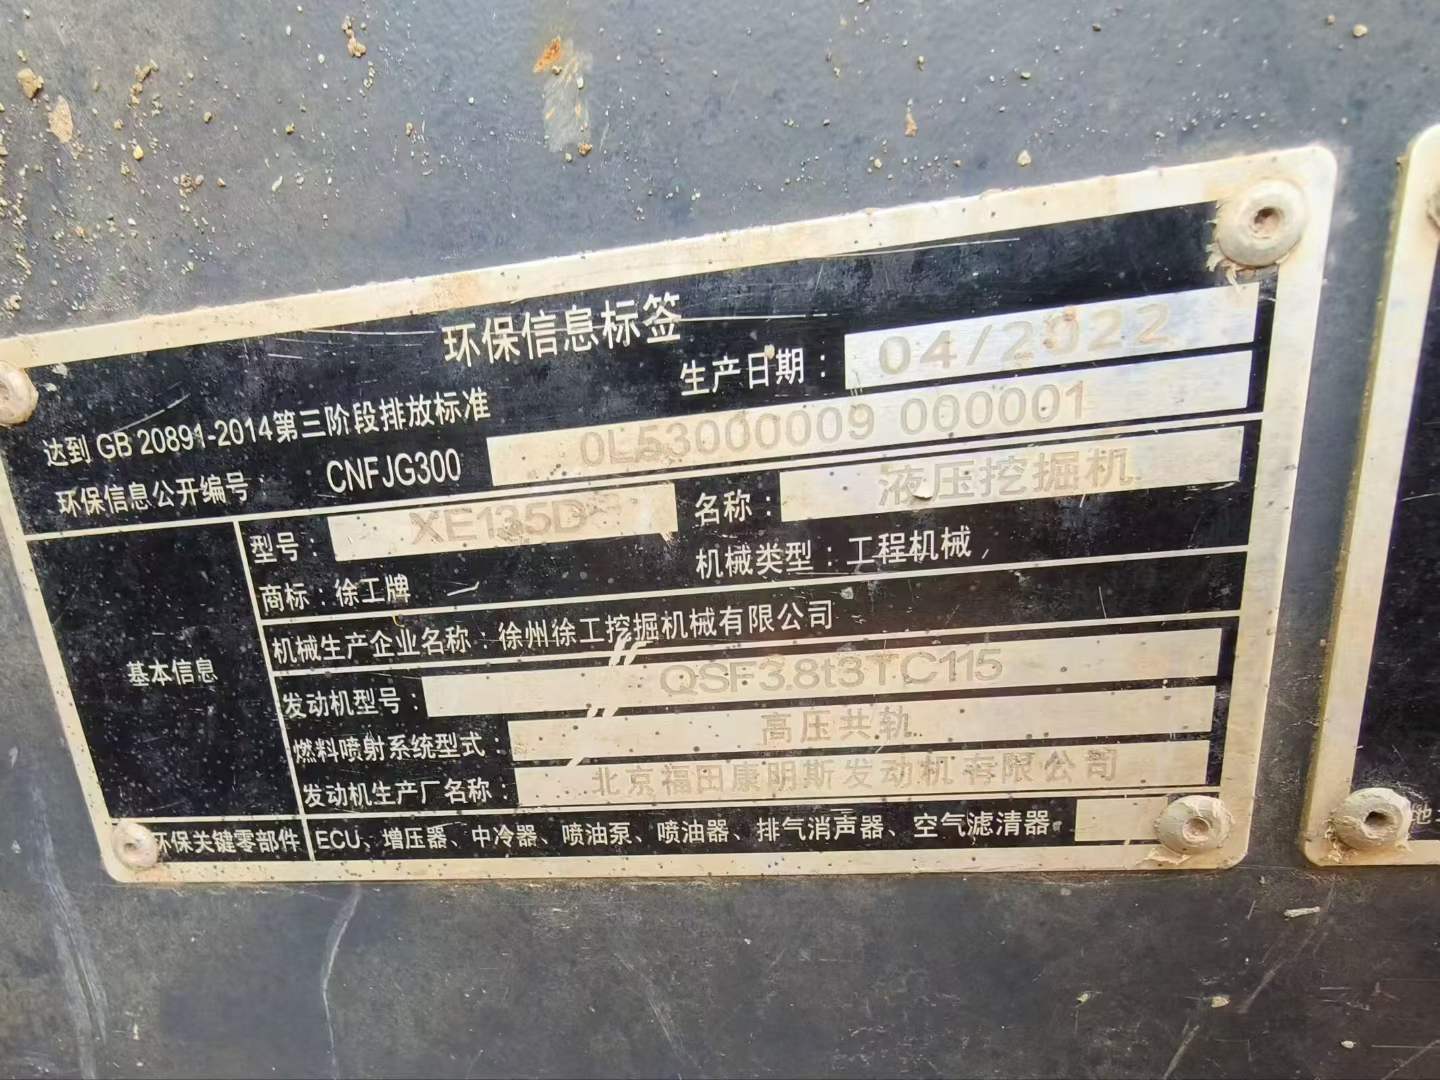 环保信息标签
生产日期：04/2022
达到 GB 20891-2014第三阶段排放标准
环保信息公开编号： CNFJG300 0L53000009 000001
型号：XE135D 名称：液压挖掘机
商标：徐工牌 机械类型：工程机械
机械生产企业名称：徐州徐工挖掘机械有限公司
基本信息
发动机型号：QSF3.8t3TC115
燃料喷射系统型式：高压共轨
发动机生产厂名称：北京福田康明斯发动机有限公司
环保关键零部件 ECU、增压器、中冷器、喷油泵、喷油器、排气消声器、空气滤清器